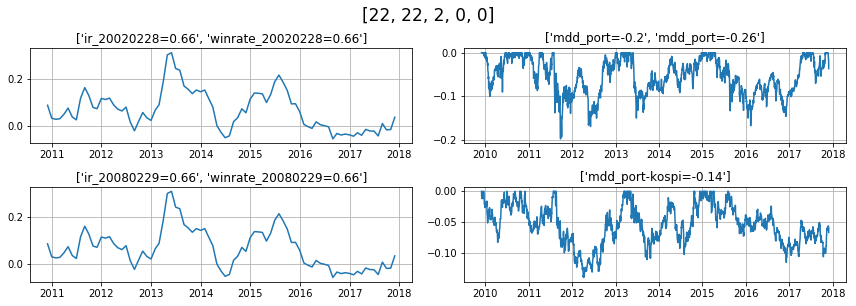 [22, 22, 2, 0, 0]
['ir_20020228=0.66', 'winrate_20020228=0.66']
0.2
0.0
2011 2012 2013 2014 2015 2016 2017 2018
['mdd_port=-0.2', 'mdd_port=-0.26']
0.0
−0.1
−0.2
2010 2011 2012 2013 2014 2015 2016 2017 2018
['ir_20080229=0.66', 'winrate_20080229=0.66']
0.2
0.0
2011 2012 2013 2014 2015 2016 2017 2018
['mdd_port-kospi=-0.14']
0.00
−0.05
−0.10
2010 2011 2012 2013 2014 2015 2016 2017 2018